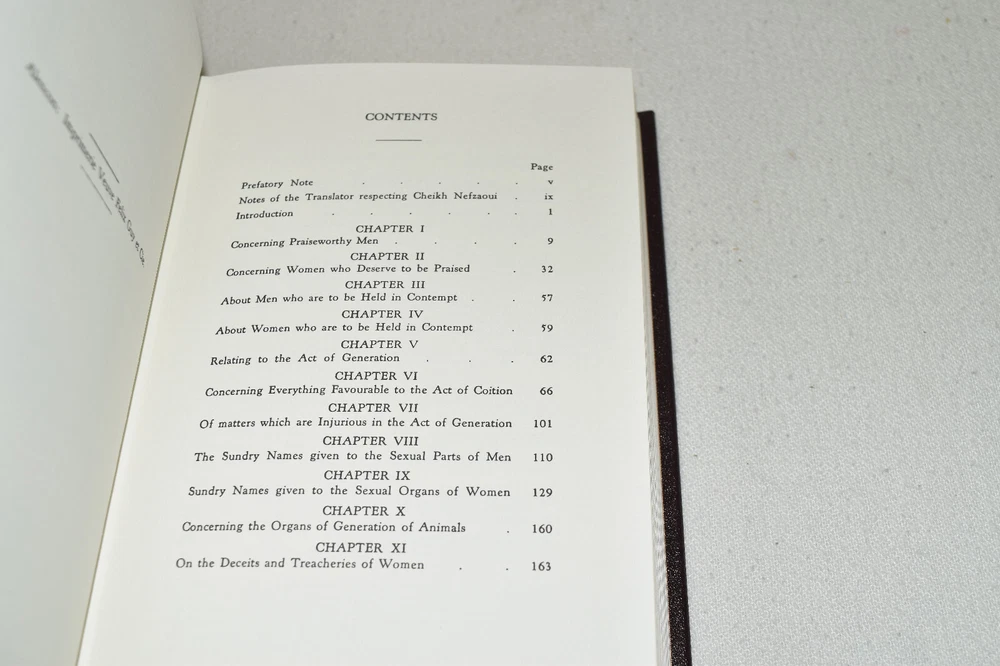 CONTENTS
Page
Prefatory Note . . . . . v
Notes of the Translator respecting Cheikh Nefzaoui . ix
Introduction . . . . . . 1
CHAPTER I
Concerning Praiseworthy Men . . . . 9
CHAPTER II
Concerning Women who Deserve to be Praised . 32
CHAPTER III
About Men who are to be Held in Contempt . . 57
CHAPTER IV
About Women who are to be Held in Contempt . 59
CHAPTER V
Relating to the Act of Generation . . . 62
CHAPTER VI
Concerning Everything Favourable to the Act of Coition 66
CHAPTER VII
Of matters which are Injurious in the Act of Generation 101
CHAPTER VIII
The Sundry Names given to the Sexual Parts of Men 110
CHAPTER IX
Sundry Names given to the Sexual Organs of Women 129
CHAPTER X
Concerning the Organs of Generation of Animals . 160
CHAPTER XI
On the Deceits and Treacheries of Women . . 163